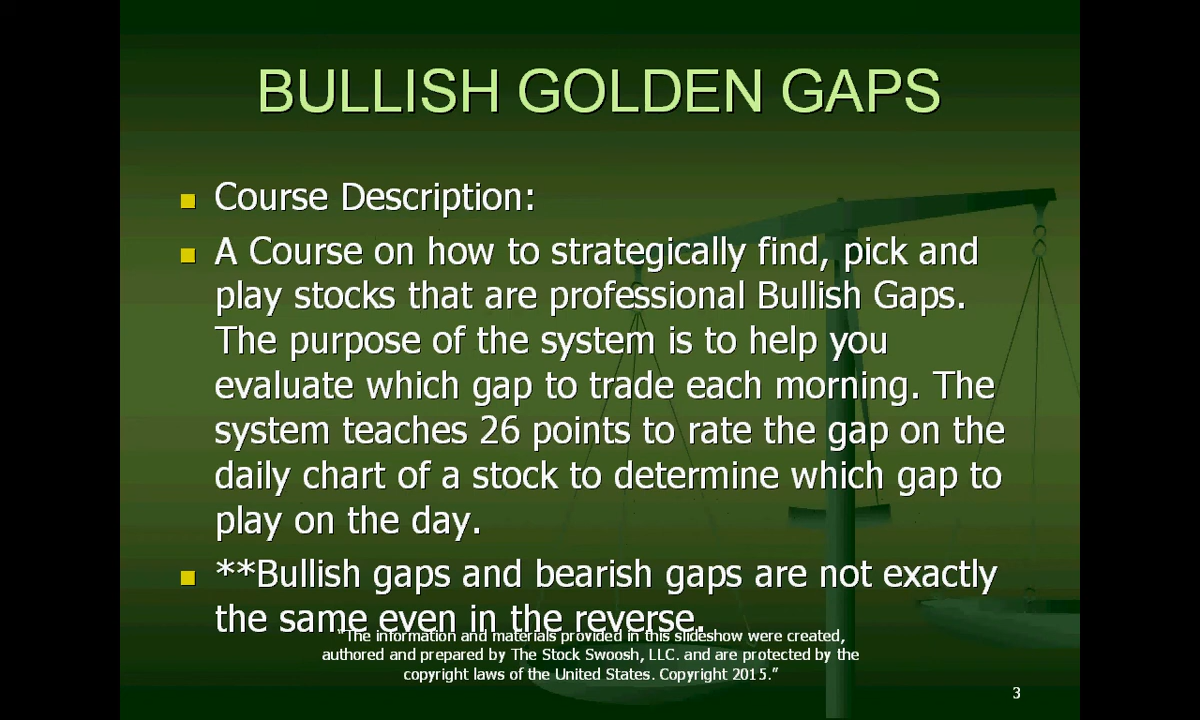 BULLISH GOLDEN GAPS
Course Description:
A Course on how to strategically find, pick and
play stocks that are professional Bullish Gaps.
The purpose of the system is to help you
evaluate which gap to trade each morning. The
system teaches 26 points to rate the gap on the
daily chart of a stock to determine which gap to
play on the day.
**Bullish gaps and bearish gaps are not exactly
the same even in the reverse.
“The information and materials provided in this slideshow were created,
authored and prepared by The Stock Swoosh, LLC. and are protected by the
copyright laws of the United States. Copyright 2015.”
3